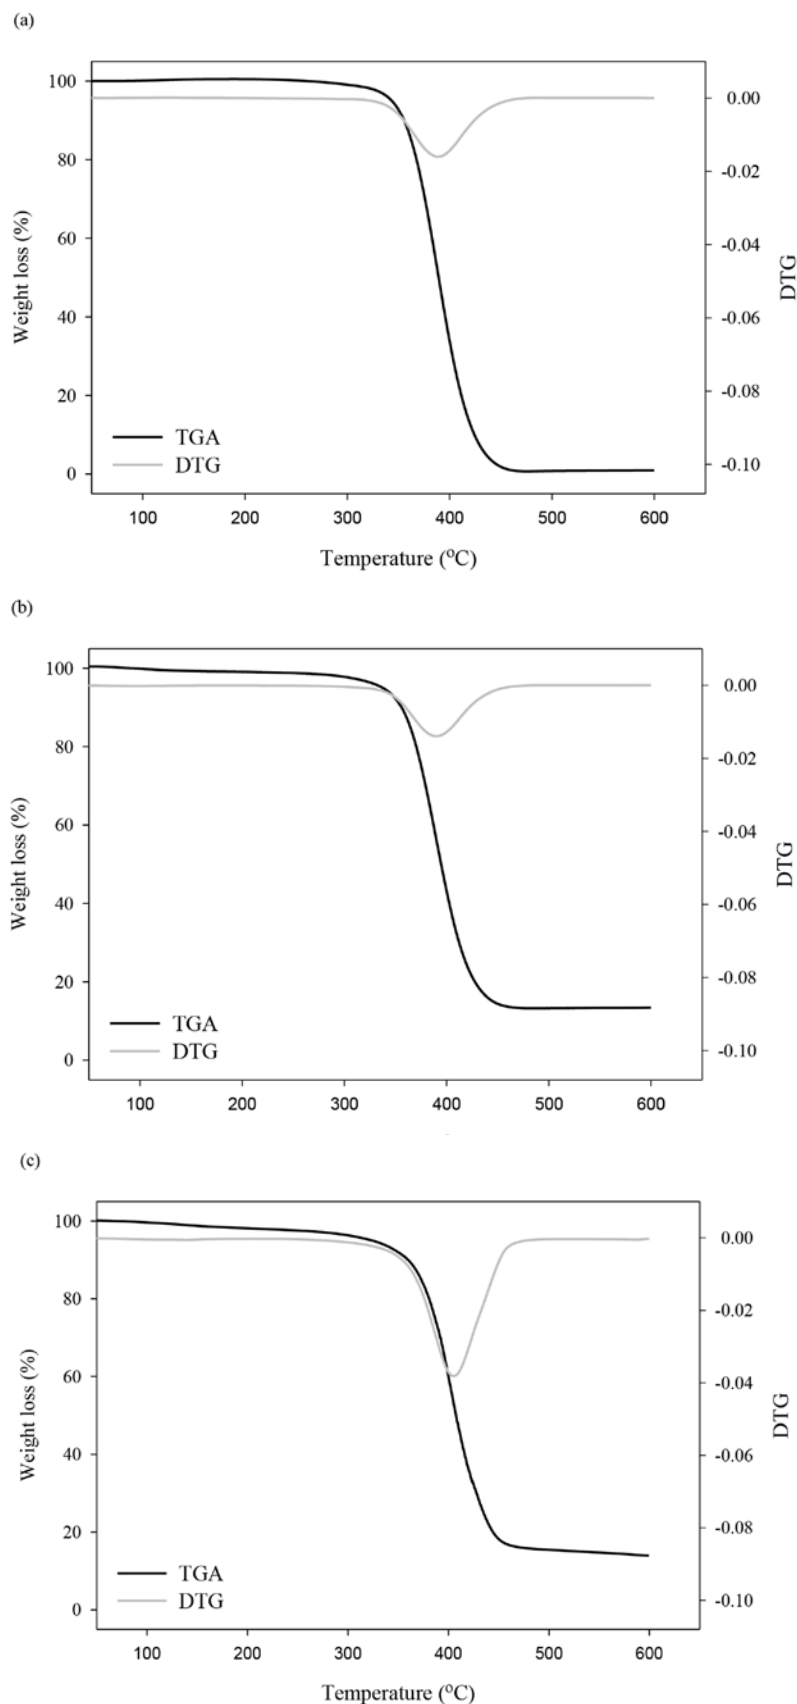 (a)
100
80
60
40
20
0
Weight loss (%)
0.00
-0.02
-0.04
-0.06
-0.08
-0.10
DTG
TGA
DTG
100 200 300 400 500 600
Temperature (°C)
(b)
100
80
60
40
20
0
Weight loss (%)
0.00
-0.02
-0.04
-0.06
-0.08
-0.10
DTG
TGA
DTG
100 200 300 400 500 600
(c)
100
80
60
40
20
0
Weight loss (%)
0.00
-0.02
-0.04
-0.06
-0.08
-0.10
DTG
TGA
DTG
100 200 300 400 500 600
Temperature (°C)